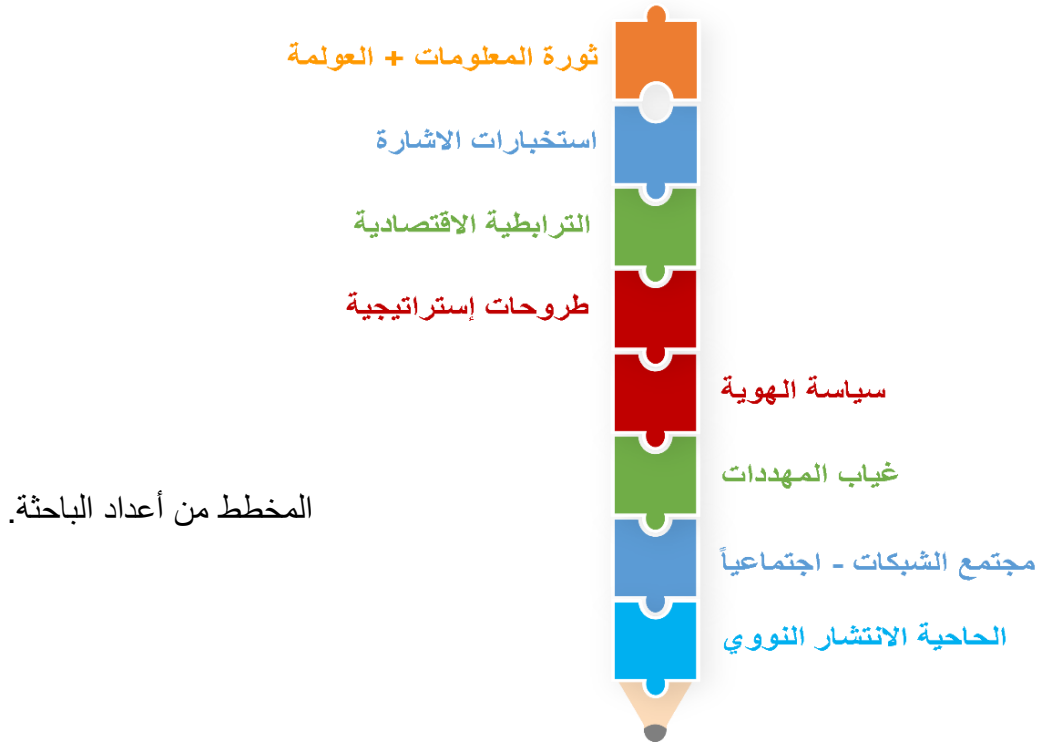 ثورة المعلومات + العولمة
استخبارات الاشارة
الترابطية الاقتصادية
طروحات إستراتيجية
سياسة الهوية
غياب المهددات
المخطط من أعداد الباحثة.
مجتمع الشبكات - اجتماعياً
الحاحية الانتشار النووي